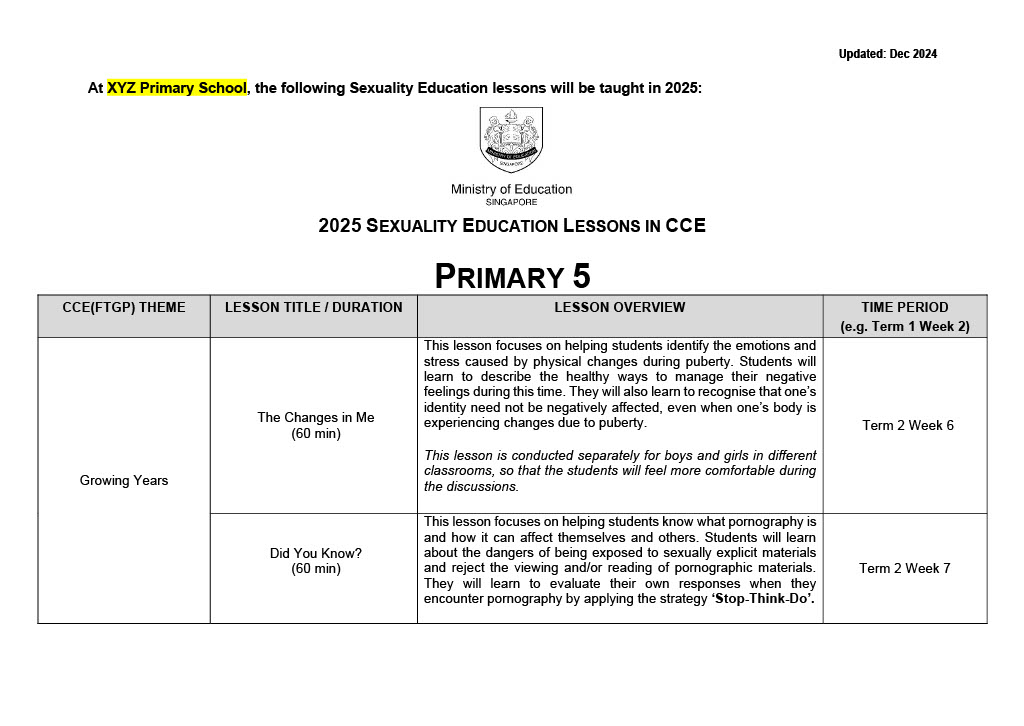 Updated: Dec 2024
At XYZ Primary School, the following Sexuality Education lessons will be taught in 2025:
MINISTRY OF EDUCATION
SINGAPORE
Ministry of Education
SINGAPORE
2025 SEXUALITY EDUCATION LESSONS IN CCE
PRIMARY 5
CCE(FTGP) THEME
LESSON TITLE / DURATION
LESSON OVERVIEW
TIME PERIOD
(e.g. Term 1 Week 2)
Growing Years
The Changes in Me
(60 min)
This lesson focuses on helping students identify the emotions and
stress caused by physical changes during puberty. Students will
learn to describe the healthy ways to manage their negative
feelings during this time. They will also learn to recognise that one’s
identity need not be negatively affected, even when one’s body is
experiencing changes due to puberty.
This lesson is conducted separately for boys and girls in different
classrooms, so that the students will feel more comfortable during
the discussions.
Term 2 Week 6
Did You Know?
(60 min)
This lesson focuses on helping students know what pornography is
and how it can affect themselves and others. Students will learn
about the dangers of being exposed to sexually explicit materials
and reject the viewing and/or reading of pornographic materials.
They will learn to evaluate their own responses when they
encounter pornography by applying the strategy ‘Stop-Think-Do’.
Term 2 Week 7